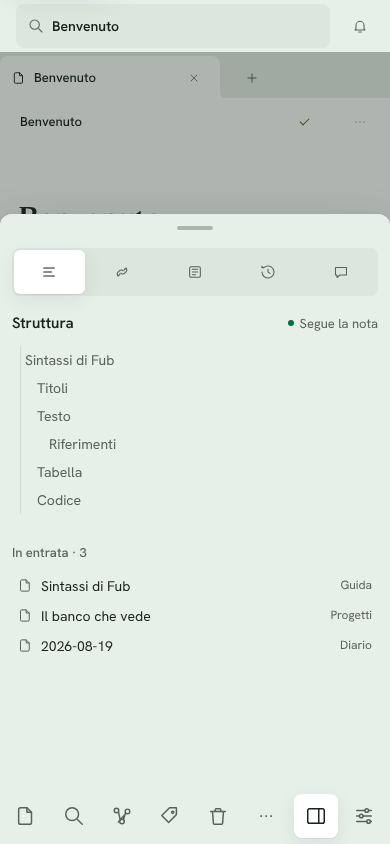 Benvenuto
Benvenuto
Benvenuto
Struttura
Segue la nota
Sintassi di Fub
Titoli
Testo
Riferimenti
Tabella
Codice
In entrata · 3
Sintassi di Fub Guida
Il banco che vede Progetti
2026-08-19 Diario